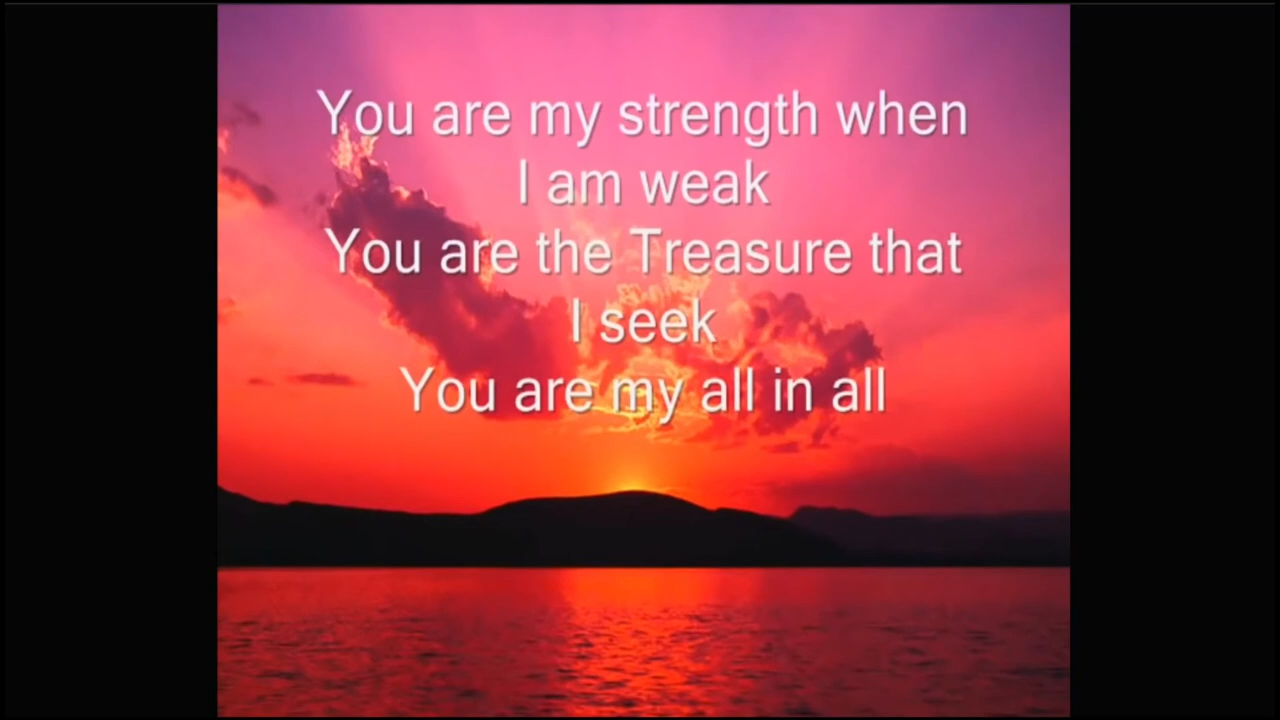 You are my strength when
I am weak
You are the Treasure that
I seek
You are my all in all